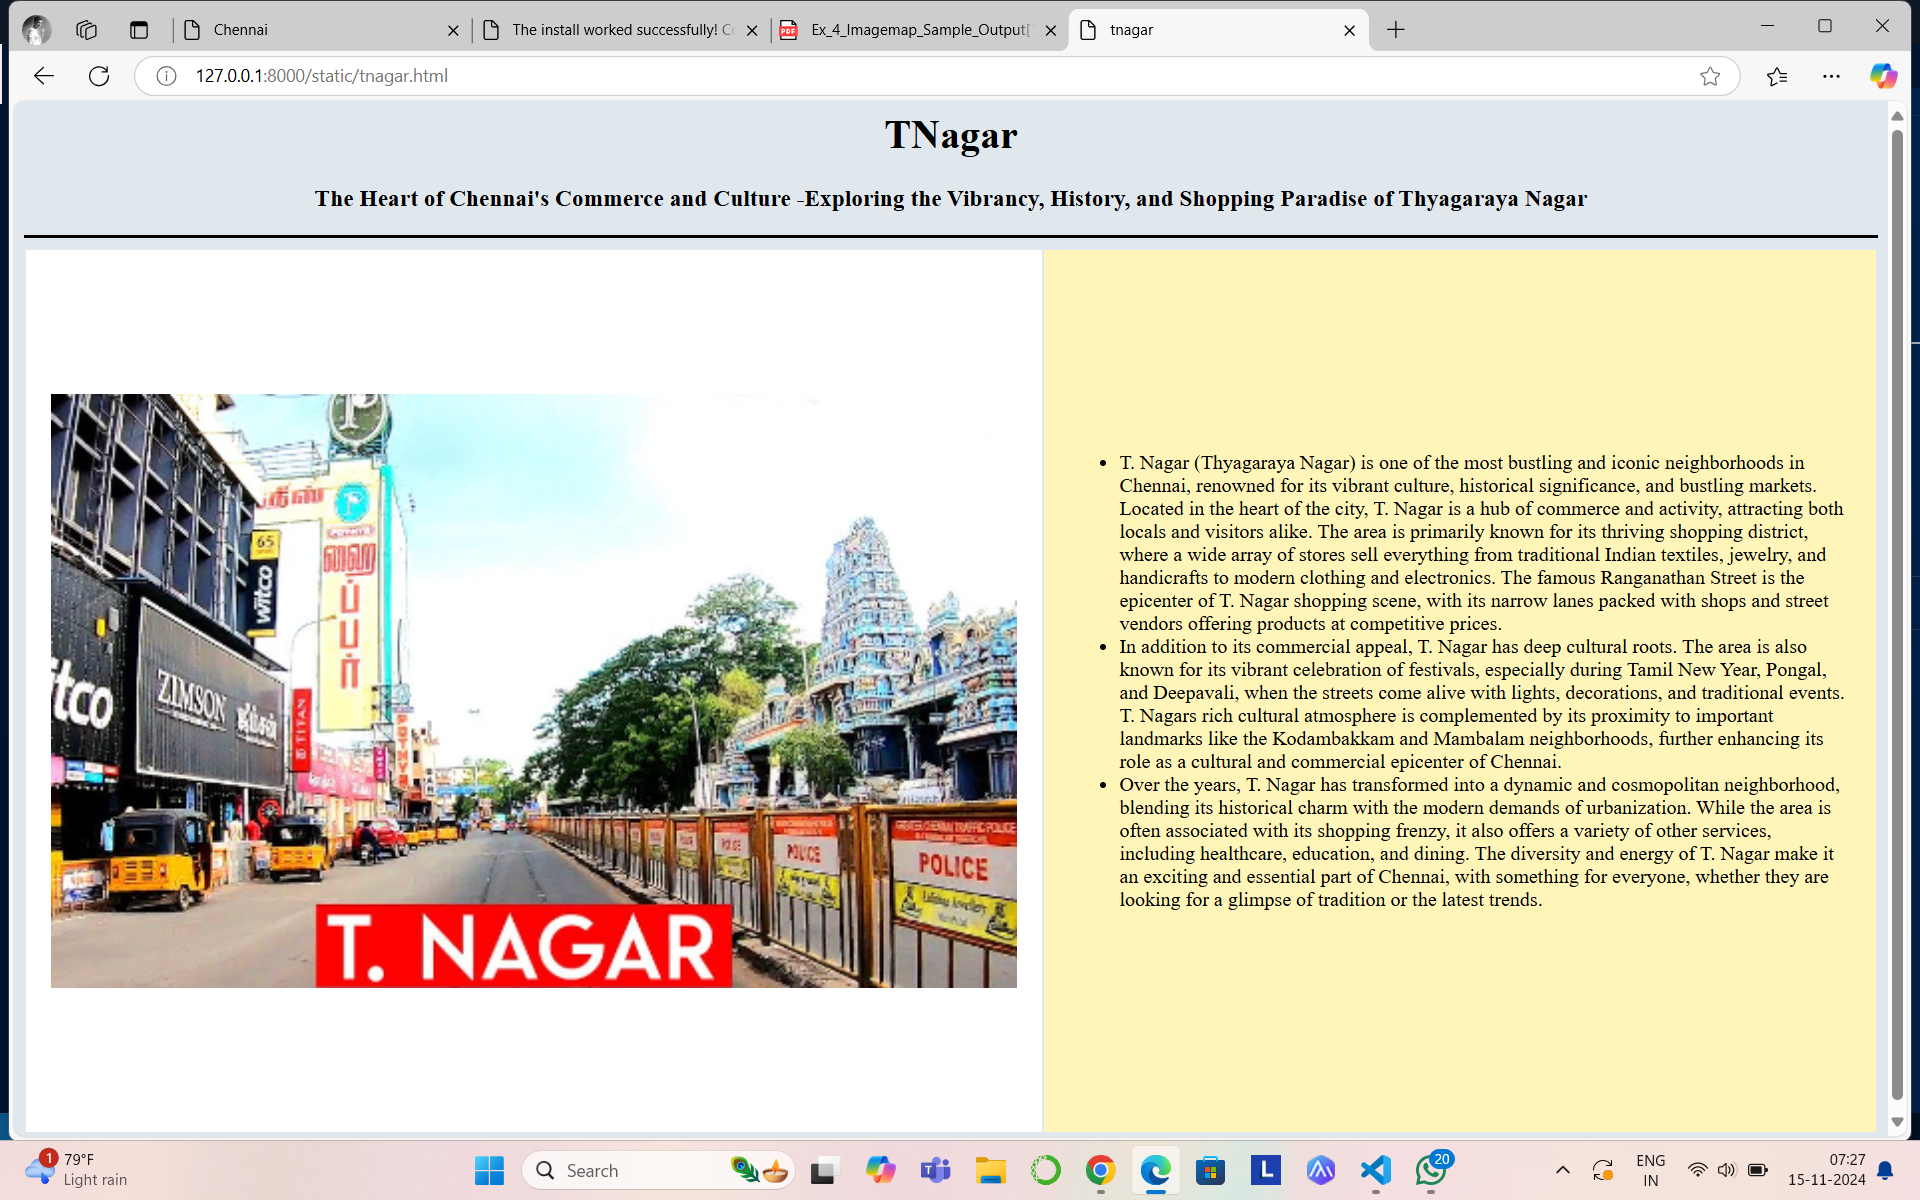 Chennai
The install worked successfully! Co
Ex_4_Imagemap_Sample_Output[
tnagar
127.0.0.1:8000/static/tnagar.html
TNagar
The Heart of Chennai's Commerce and Culture -Exploring the Vibrancy, History, and Shopping Paradise of Thyagaraya Nagar
65
witco
itco
ZIMSON
TITAN
ஹைப்பர்
POTHYS
POLICE
POLICE
POLICE
T. NAGAR
• T. Nagar (Thyagaraya Nagar) is one of the most bustling and iconic neighborhoods in
Chennai, renowned for its vibrant culture, historical significance, and bustling markets.
Located in the heart of the city, T. Nagar is a hub of commerce and activity, attracting both
locals and visitors alike. The area is primarily known for its thriving shopping district,
where a wide array of stores sell everything from traditional Indian textiles, jewelry, and
handicrafts to modern clothing and electronics. The famous Ranganathan Street is the
epicenter of T. Nagar shopping scene, with its narrow lanes packed with shops and street
vendors offering products at competitive prices.
• In addition to its commercial appeal, T. Nagar has deep cultural roots. The area is also
known for its vibrant celebration of festivals, especially during Tamil New Year, Pongal,
and Deepavali, when the streets come alive with lights, decorations, and traditional events.
T. Nagars rich cultural atmosphere is complemented by its proximity to important
landmarks like the Kodambakkam and Mambalam neighborhoods, further enhancing its
role as a cultural and commercial epicenter of Chennai.
• Over the years, T. Nagar has transformed into a dynamic and cosmopolitan neighborhood,
blending its historical charm with the modern demands of urbanization. While the area is
often associated with its shopping frenzy, it also offers a variety of other services,
including healthcare, education, and dining. The diversity and energy of T. Nagar make it
an exciting and essential part of Chennai, with something for everyone, whether they are
looking for a glimpse of tradition or the latest trends.
1
79°F
Light rain
Search
L
20
ENG
IN
07:27
15-11-2024